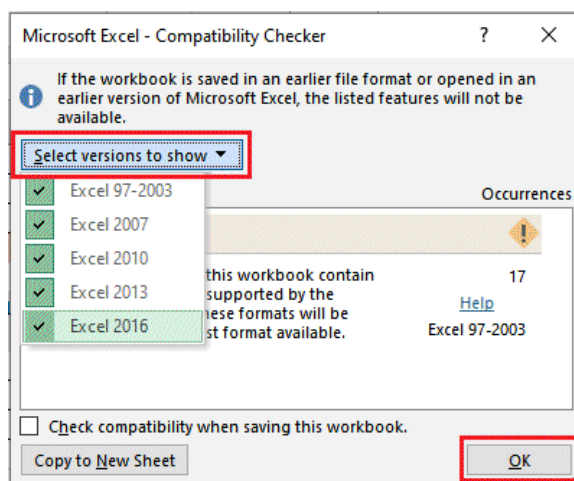 Microsoft Excel - Compatibility Checker ? X
If the workbook is saved in an earlier file format or opened in an
earlier version of Microsoft Excel, the listed features will not be
available.
Select versions to show
Excel 97-2003
Occurrences
Excel 2007
Excel 2010
this workbook contain 17
Excel 2013
supported by the
Help
these formats will be
Excel 2016
st format available. Excel 97-2003
Check compatibility when saving this workbook.
Copy to New Sheet OK